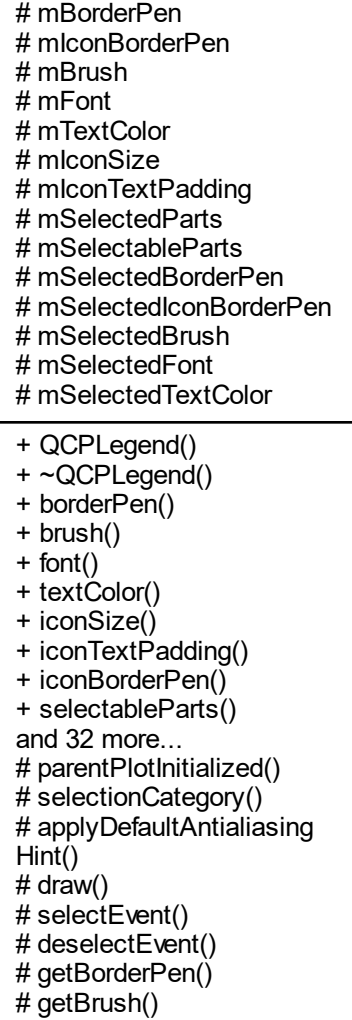 # mBorderPen
# mIconBorderPen
# mBrush
# mFont
# mTextColor
# mIconSize
# mIconTextPadding
# mSelectedParts
# mSelectableParts
# mSelectedBorderPen
# mSelectedIconBorderPen
# mSelectedBrush
# mSelectedFont
# mSelectedTextColor
+ QCPLegend()
+ ~QCPLegend()
+ borderPen()
+ brush()
+ font()
+ textColor()
+ iconSize()
+ iconTextPadding()
+ iconBorderPen()
+ selectableParts()
and 32 more...
# parentPlotInitialized()
# selectionCategory()
# applyDefaultAntialiasing
Hint()
# draw()
# selectEvent()
# deselectEvent()
# getBorderPen()
# getBrush()